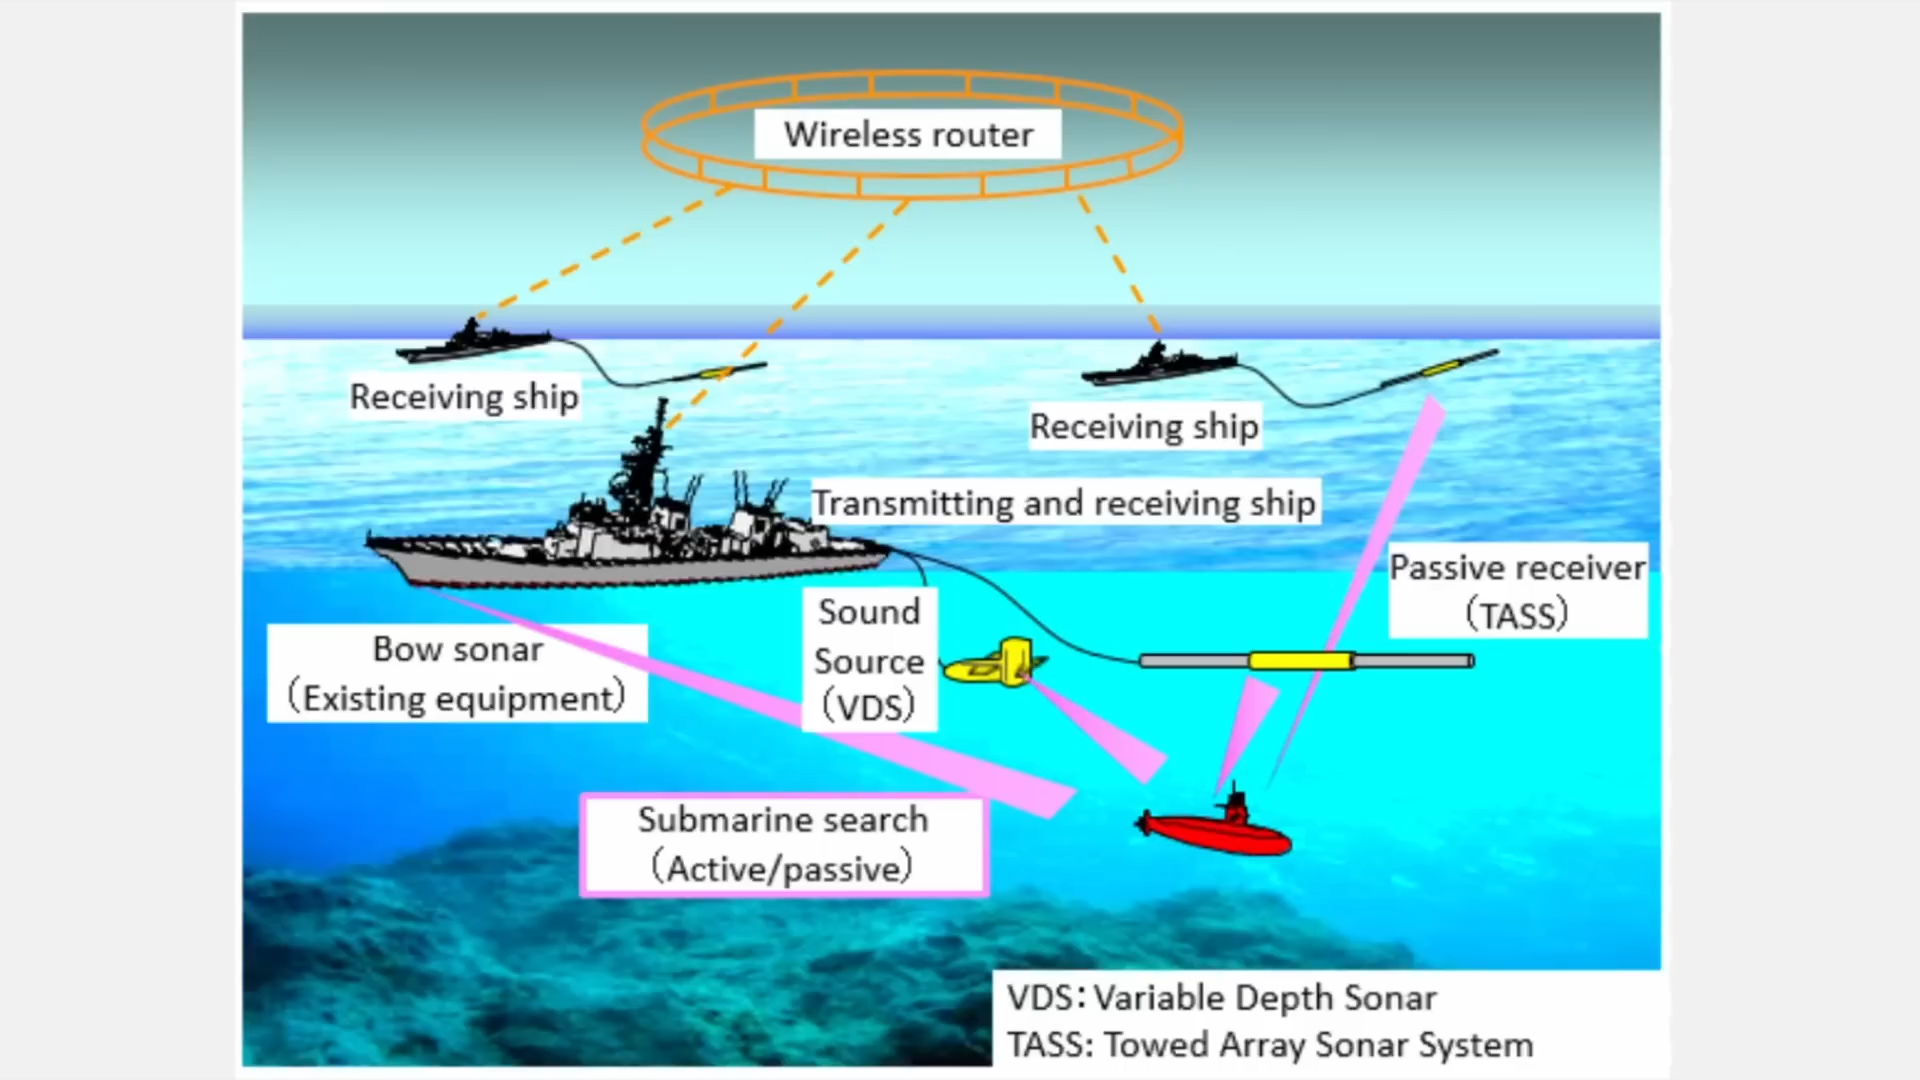 Wireless router
Receiving ship
Receiving ship
Transmitting and receiving ship
Passive receiver
（TASS）
Sound
Source
（VDS）
Bow sonar
（Existing equipment）
Submarine search
（Active/passive）
VDS：Variable Depth Sonar
TASS: Towed Array Sonar System